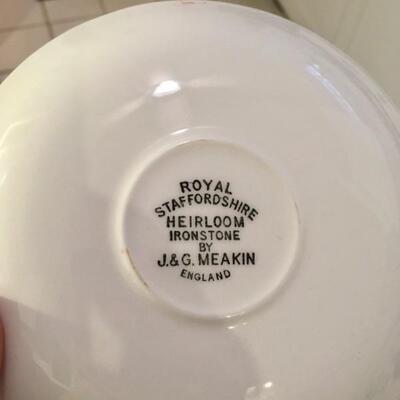 ROYAL
STAFFORDSHIRE
HEIRLOOM
IRONSTONE
BY
J.&G. MEAKIN
ENGLAND